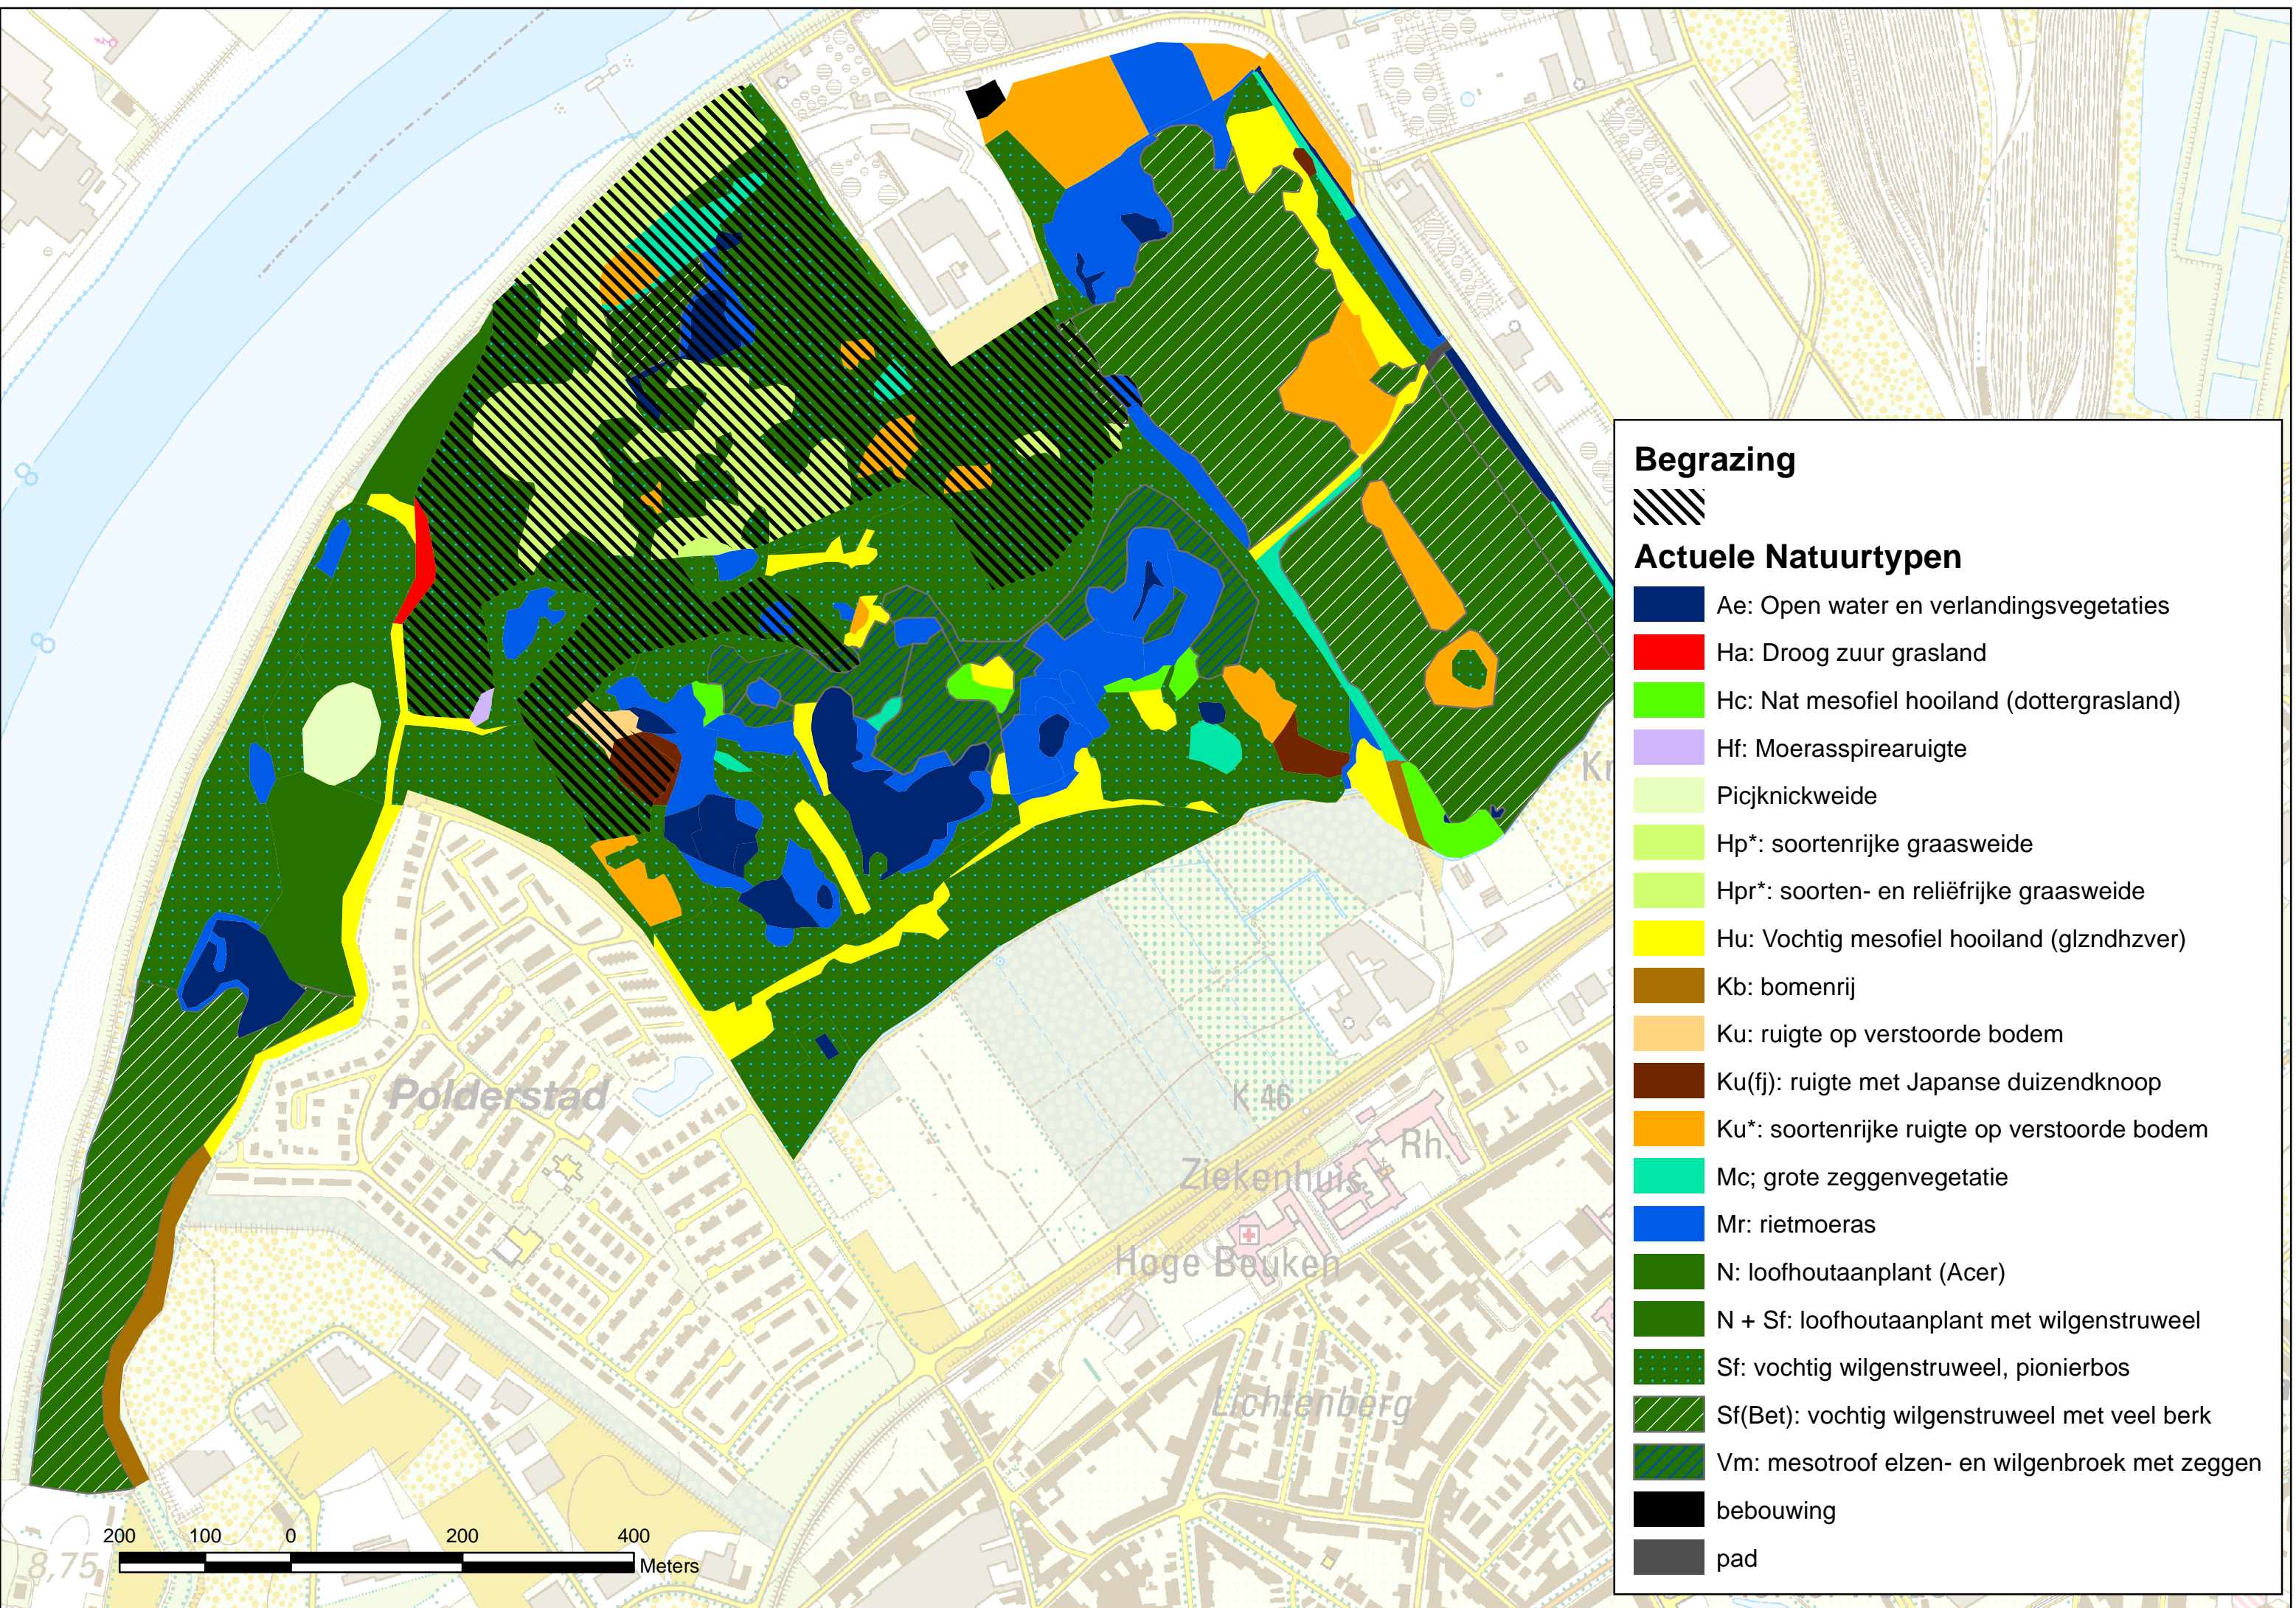 8
8
Polderstad
K 46
Rh.
Ziekenhuis
Hoge Beuken
Lichtenberg
Kr
8,75
200 100 0 200 400
Meters
Begrazing
Actuele Natuurtypen
Ae: Open water en verlandingsvegetaties
Ha: Droog zuur grasland
Hc: Nat mesofiel hooiland (dottergrasland)
Hf: Moerasspirearuigte
Picjknickweide
Hp*: soortenrijke graasweide
Hpr*: soorten- en reliëfrijke graasweide
Hu: Vochtig mesofiel hooiland (glzndhzver)
Kb: bomenrij
Ku: ruigte op verstoorde bodem
Ku(fj): ruigte met Japanse duizendknoop
Ku*: soortenrijke ruigte op verstoorde bodem
Mc; grote zeggenvegetatie
Mr: rietmoeras
N: loofhoutaanplant (Acer)
N + Sf: loofhoutaanplant met wilgenstruweel
Sf: vochtig wilgenstruweel, pionierbos
Sf(Bet): vochtig wilgenstruweel met veel berk
Vm: mesotroof elzen- en wilgenbroek met zeggen
bebouwing
pad